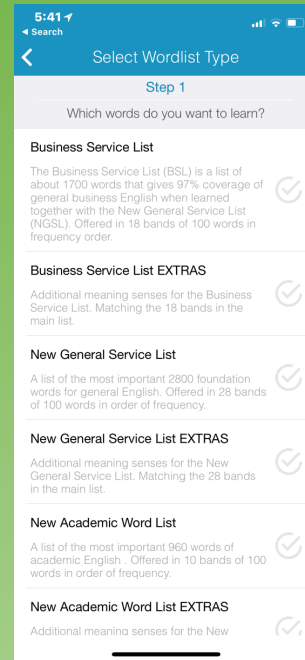 5:41
◀ Search
Select Wordlist Type
Step 1
Which words do you want to learn?
Business Service List
The Business Service List (BSL) is a list of
about 1700 words that gives 97% coverage of
general business English when learned
together with the New General Service List
(NGSL). Offered in 18 bands of 100 words in
frequency order.
Business Service List EXTRAS
Additional meaning senses for the Business
Service List. Matching the 18 bands in the
main list.
New General Service List
A list of the most important 2800 foundation
words for general English. Offered in 28 bands
of 100 words in order of frequency.
New General Service List EXTRAS
Additional meaning senses for the New
General Service List. Matching the 28 bands
in the main list.
New Academic Word List
A list of the most important 960 words of
academic English . Offered in 10 bands of 100
words in order of frequency.
New Academic Word List EXTRAS
Additional meaning senses for the New